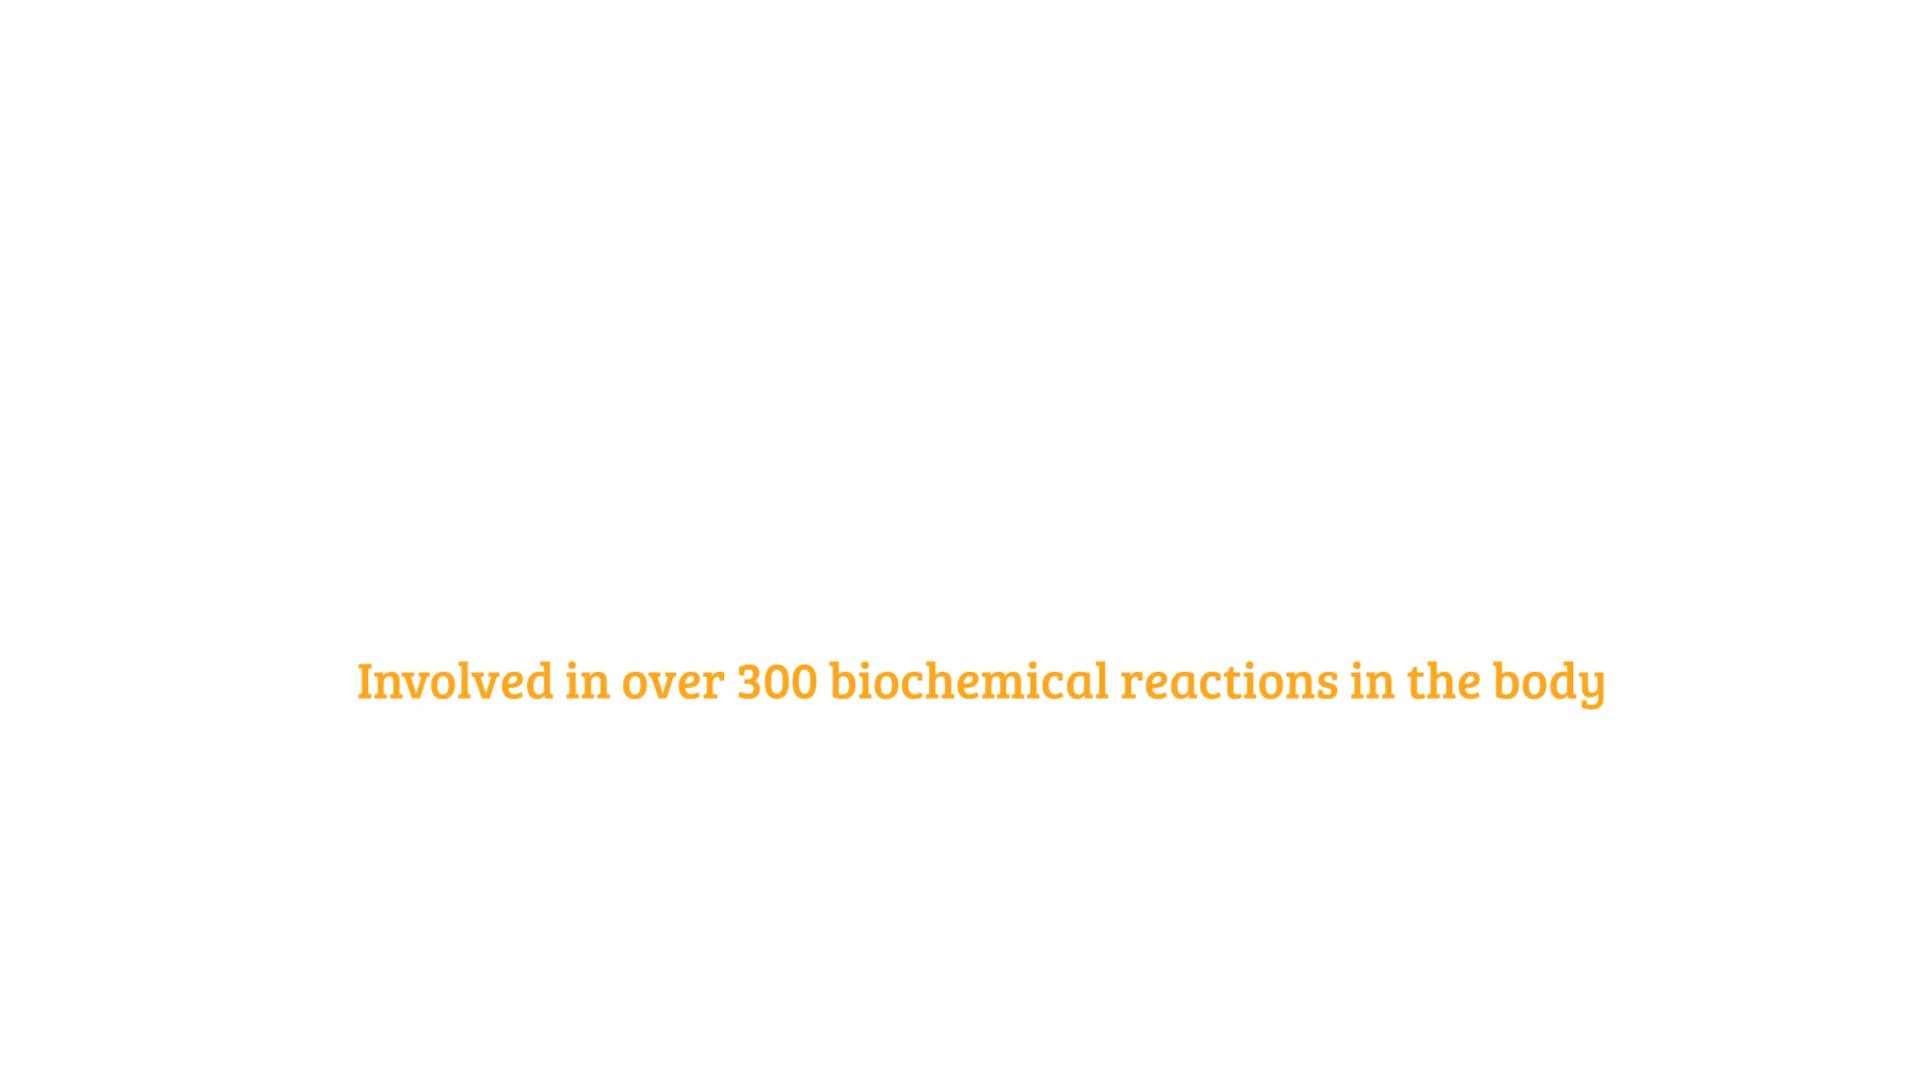 Involved in over 300 biochemical reactions in the body